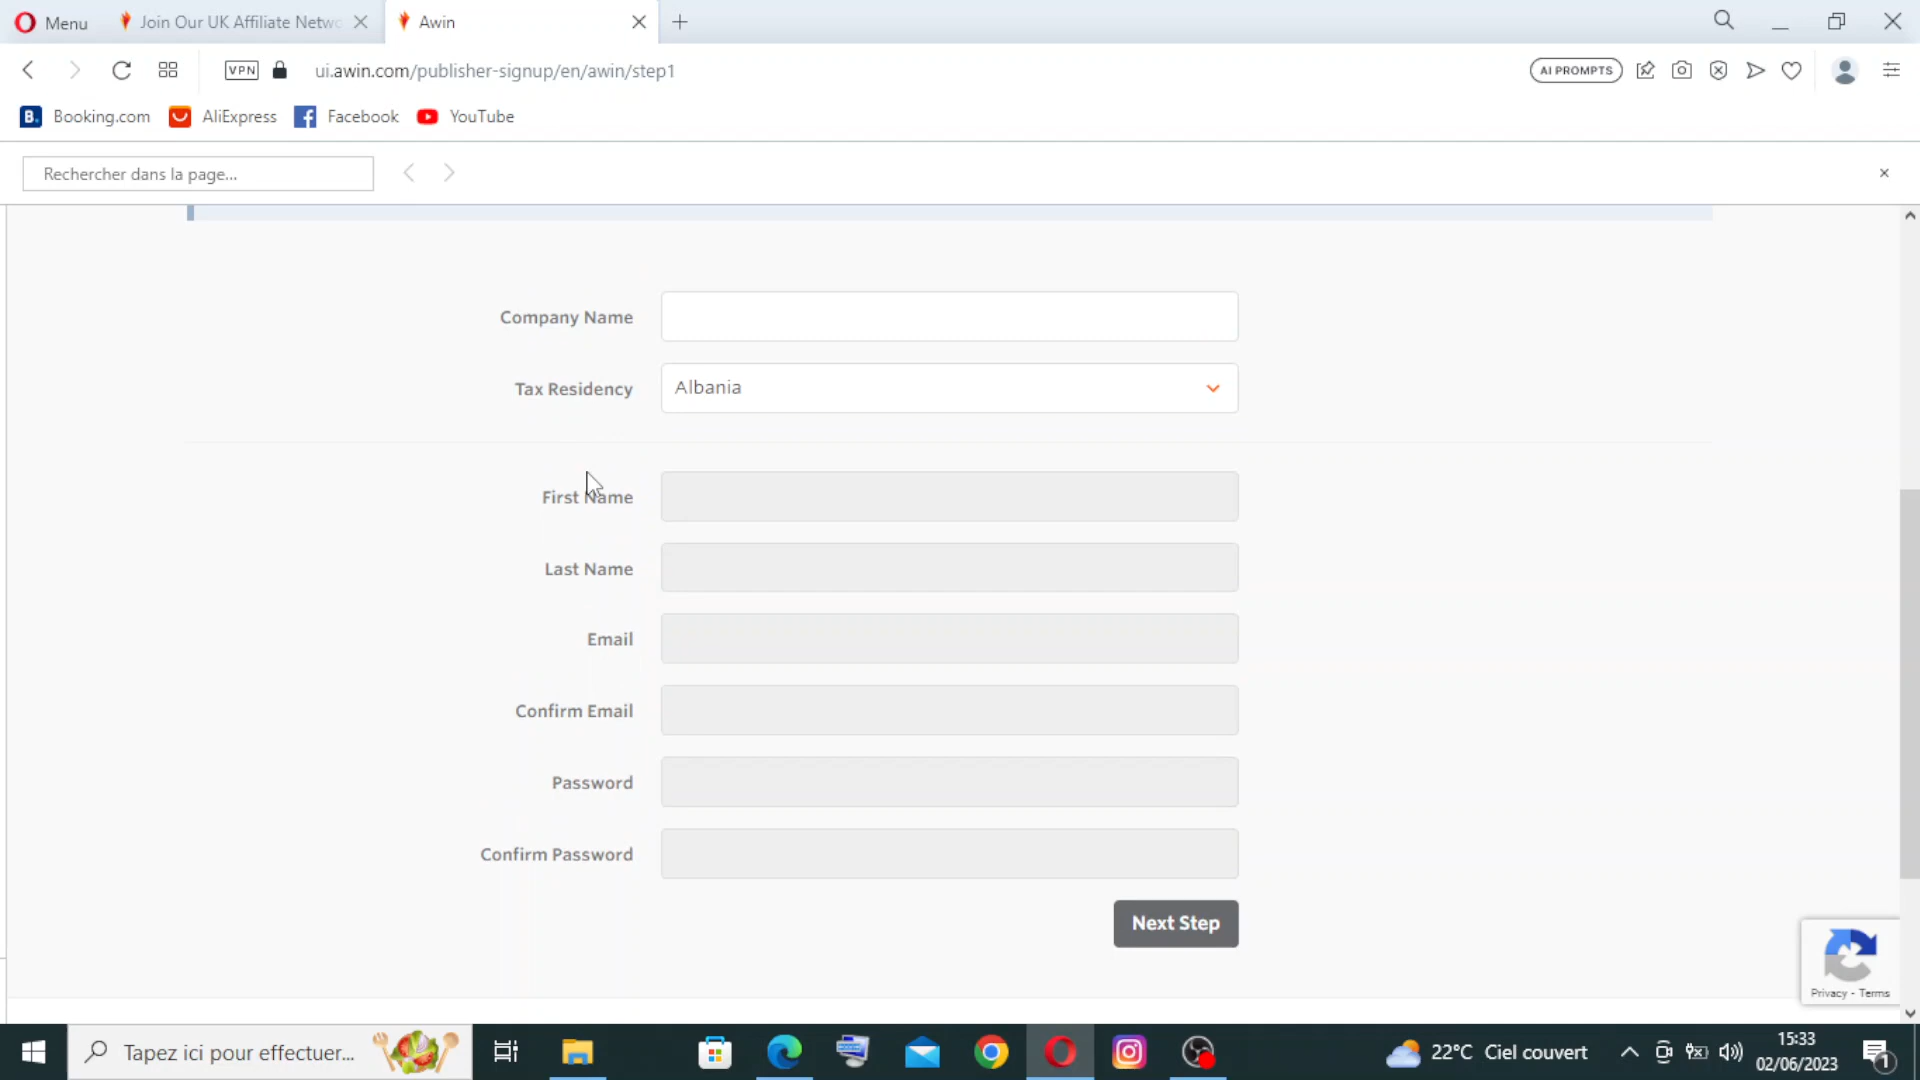 Menu
Join Our UK Affiliate Netwo
Awin
VPN
ui.awin.com/publisher-signup/en/awin/step1
AI PROMPTS
B. Booking.com
AliExpress
Facebook
YouTube
Rechercher dans la page...
Company Name
Tax Residency
Albania
First Name
Last Name
Email
Confirm Email
Password
Confirm Password
Next Step
Privacy - Terms
Tapez ici pour effectuer...
22°C Ciel couvert
15:33
02/06/2023
1